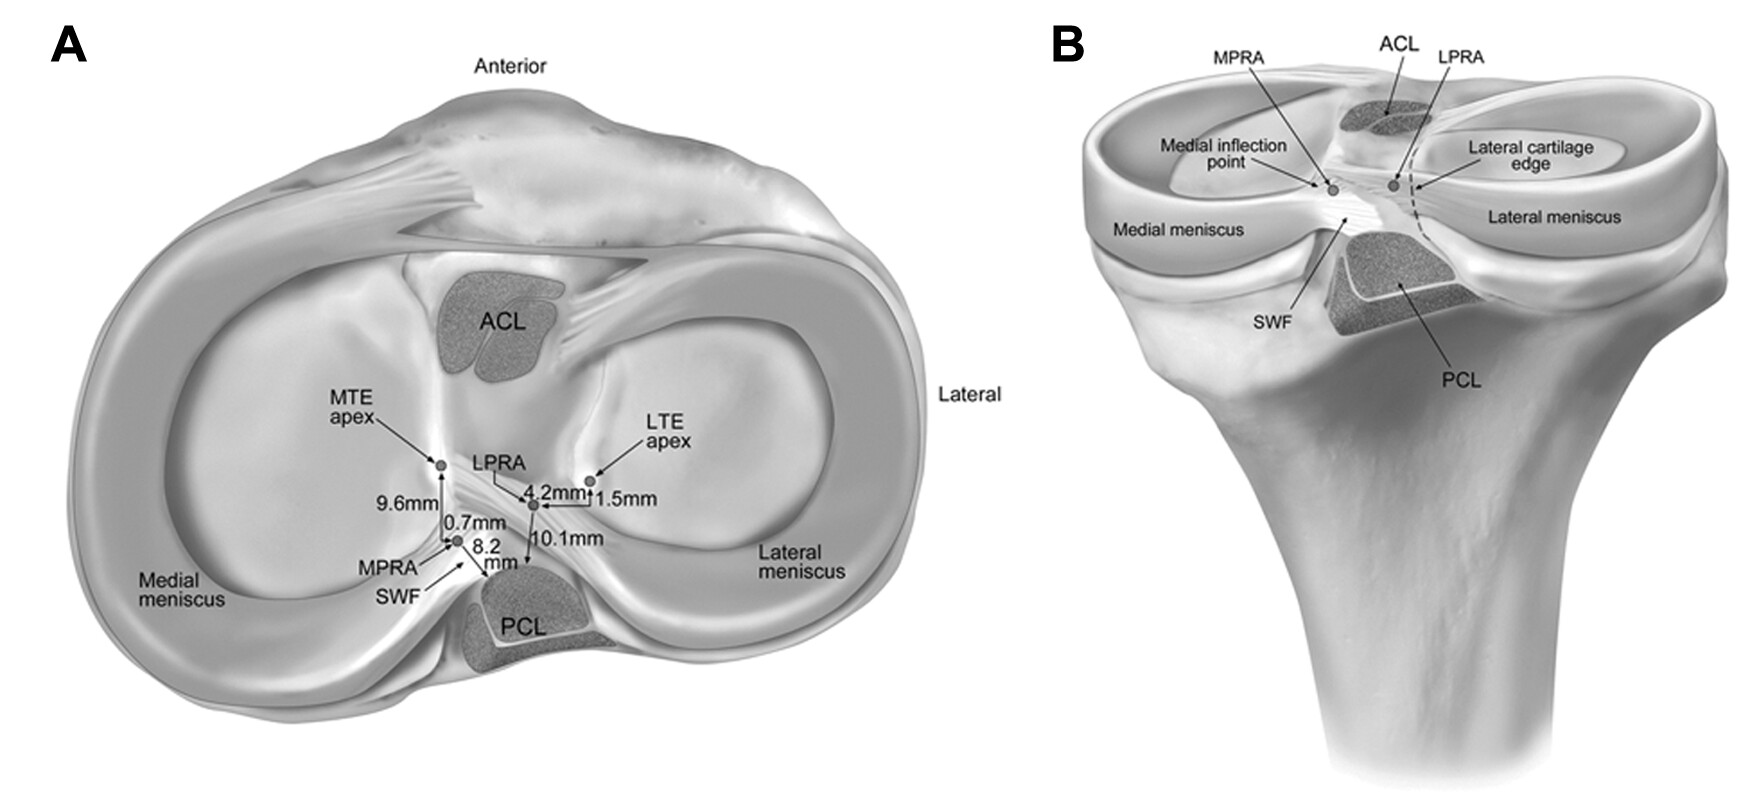 A
Anterior
ACL
Lateral
MTE
apex
LTE
apex
LPRA
4.2mm
1.5mm
9.6mm
0.7mm
10.1mm
8.2
mm
MPRA
SWF
Medial
meniscus
Lateral
meniscus
PCL
B
MPRA
ACL
LPRA
Medial inflection
point
Lateral cartilage
edge
Medial meniscus
Lateral meniscus
SWF
PCL